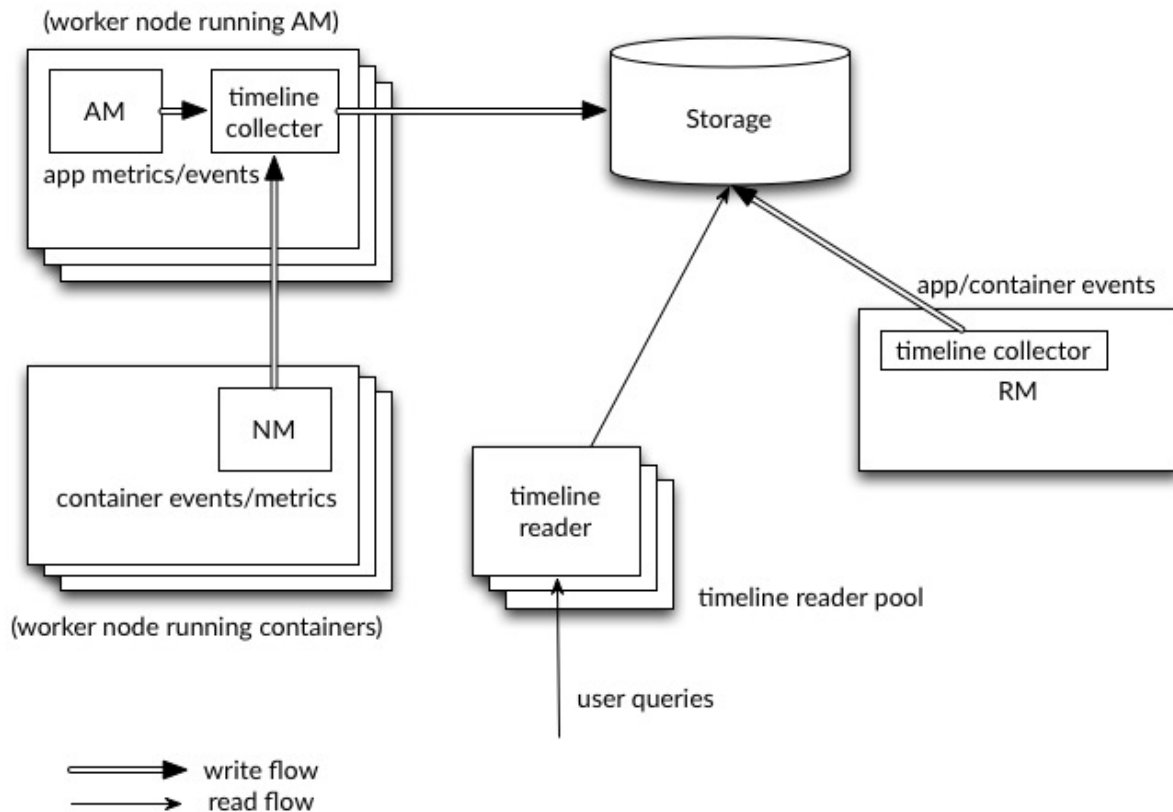 (worker node running AM)
AM
timeline
collecter
app metrics/events
Storage
app/container events
timeline collector
RM
NM
container events/metrics
(worker node running containers)
timeline
reader
timeline reader pool
user queries
write flow
read flow